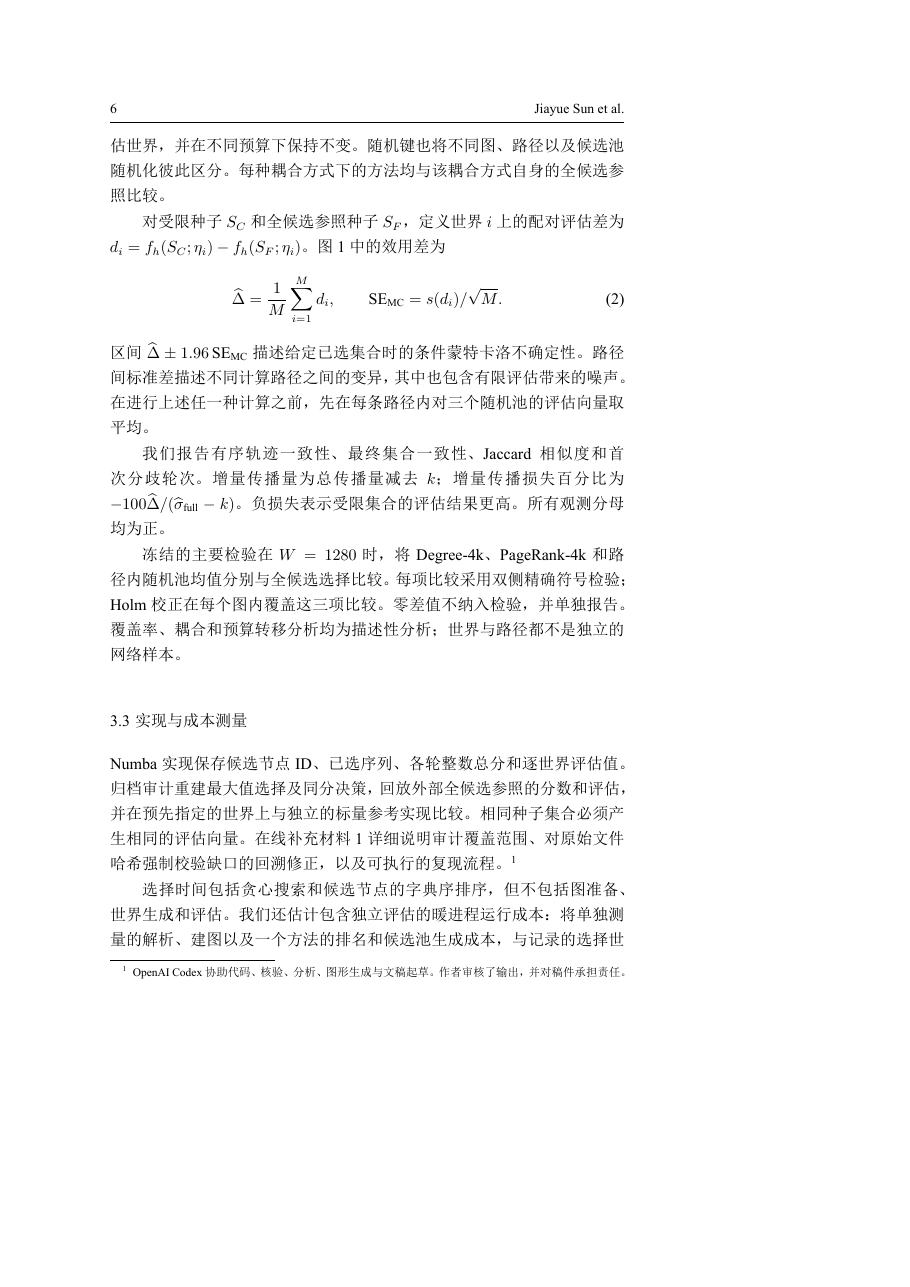 6 Jiayue Sun et al.
估世界，并在不同预算下保持不变。随机键也将不同图、路径以及候选池
随机化彼此区分。每种耦合方式下的方法均与该耦合方式自身的全候选参
照比较。
对受限种子 S_C 和全候选参照种子 S_F，定义世界 i 上的配对评估差为
d_i = f_h(S_C; η_i) − f_h(S_F; η_i)。图 1 中的效用差为
Δ̂ = \frac{1}{M} \sum_{i=1}^{M} d_i, SE_{MC} = s(d_i)/√M. (2)
区间 Δ̂ ± 1.96 SE_{MC} 描述给定已选集合时的条件蒙特卡洛不确定性。路径
间标准差描述不同计算路径之间的变异，其中也包含有限评估带来的噪声。
在进行上述任一种计算之前，先在每条路径内对三个随机池的评估向量取
平均。
我们报告有序轨迹一致性、最终集合一致性、Jaccard 相似度和首
次分歧轮次。增量传播量为总传播量减去 k；增量传播损失百分比为
−100Δ̂/(σ̂_{full} − k)。负损失表示受限集合的评估结果更高。所有观测分母
均为正。
冻结的主要检验在 W = 1280 时，将 Degree-4k、PageRank-4k 和路
径内随机池均值分别与全候选选择比较。每项比较采用双侧精确符号检验；
Holm 校正在每个图内覆盖这三项比较。零差值不纳入检验，并单独报告。
覆盖率、耦合和预算转移分析均为描述性分析；世界与路径都不是独立的
网络样本。
3.3 实现与成本测量
Numba 实现保存候选节点 ID、已选序列、各轮整数总分和逐世界评估值。
归档审计重建最大值选择及同分决策，回放外部全候选参照的分数和评估，
并在预先指定的世界上与独立的标量参考实现比较。相同种子集合必须产
生相同的评估向量。在线补充材料 1 详细说明审计覆盖范围、对原始文件
哈希强制校验缺口的回溯修正，以及可执行的复现流程。¹
选择时间包括贪心搜索和候选节点的字典序排序，但不包括图准备、
世界生成和评估。我们还估计包含独立评估的暖进程运行成本：将单独测
量的解析、建图以及一个方法的排名和候选池生成成本，与记录的选择世
¹ OpenAI Codex 协助代码、核验、分析、图形生成与文稿起草。作者审核了输出，并对稿件承担责任。